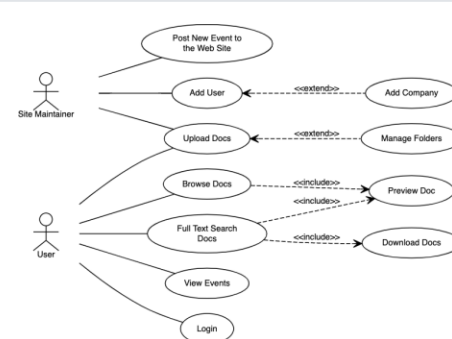 Post New Event to
the Web Site
Add User
<<extend>>
Add Company
Site Maintainer
Upload Docs
<<extend>>
Manage Folders
Browse Docs
<<include>>
Preview Doc
<<include>>
Full Text Search
Docs
<<include>>
Download Docs
User
View Events
Login